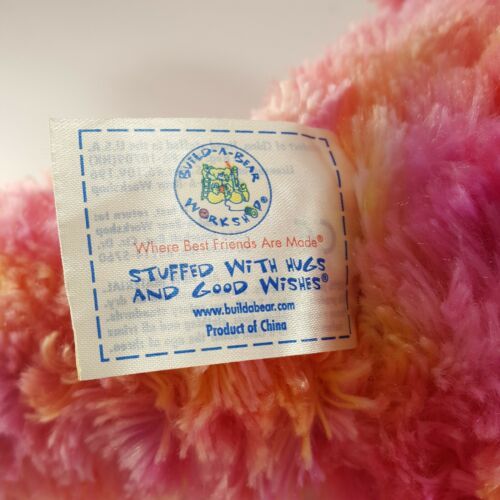 BUILD-A-BEAR
WORKSHOP®
Where Best Friends Are Made®
STUFFED WITH HUGS
AND GOOD WISHES®
www.buildabear.com
Product of China